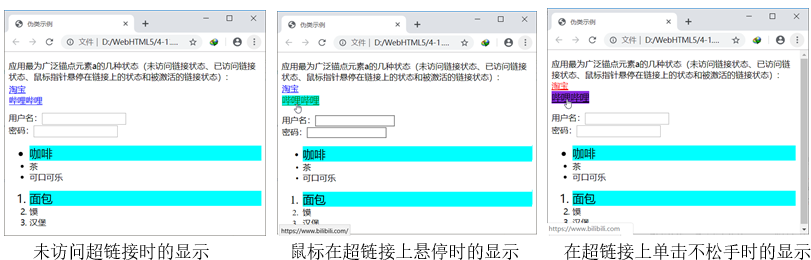 伪类示例
文件 | D:/WebHTML5/4-1....
应用最为广泛锚点元素a的几种状态（未访问链接状态、已访问链接状态、鼠标指针悬停在链接上的状态和被激活的链接状态）:
淘宝
哔哩哔哩
用户名:
密码:
• 咖啡
• 茶
• 可口可乐
1. 面包
2. 馍
3. 汉堡
未访问超链接时的显示
伪类示例
文件 | D:/WebHTML5/4-1....
应用最为广泛锚点元素a的几种状态（未访问链接状态、已访问链接状态、鼠标指针悬停在链接上的状态和被激活的链接状态）:
淘宝
哔哩哔哩
用户名:
密码:
• 咖啡
• 茶
• 可口可乐
1. 面包
2. 馍
3. 汉堡
https://www.bilibili.com/
鼠标在超链接上悬停时的显示
伪类示例
文件 | D:/WebHTML5/4-1....
应用最为广泛锚点元素a的几种状态（未访问链接状态、已访问链接状态、鼠标指针悬停在链接上的状态和被激活的链接状态）:
淘宝
哔哩哔哩
用户名:
密码:
• 咖啡
• 茶
• 可口可乐
1. 面包
2. 馍
3. 汉堡
https://www.bilibili.com
在超链接上单击不松手时的显示